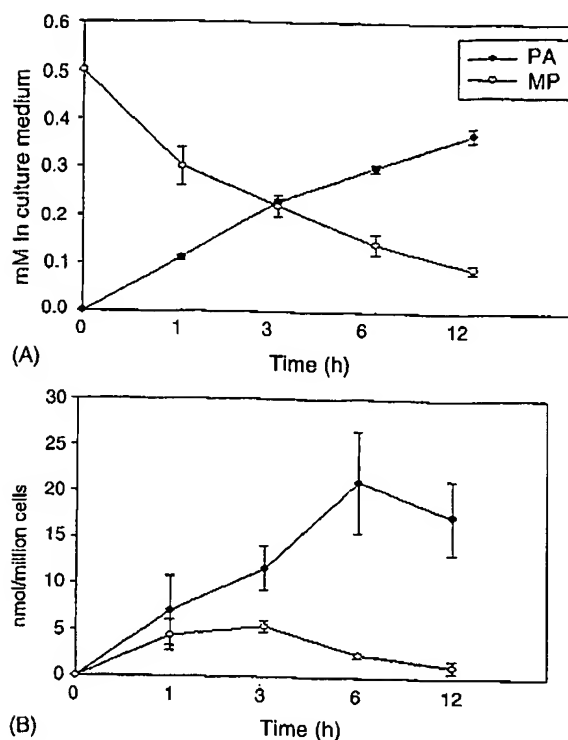 0.6
0.5
0.4
0.3
0.2
0.1
0.0
mM In culture medium
PA
MP
0 1 3 6 12
Time (h)
(A)
30
25
20
15
10
5
0
nmol/million cells
0 1 3 6 12
Time (h)
(B)